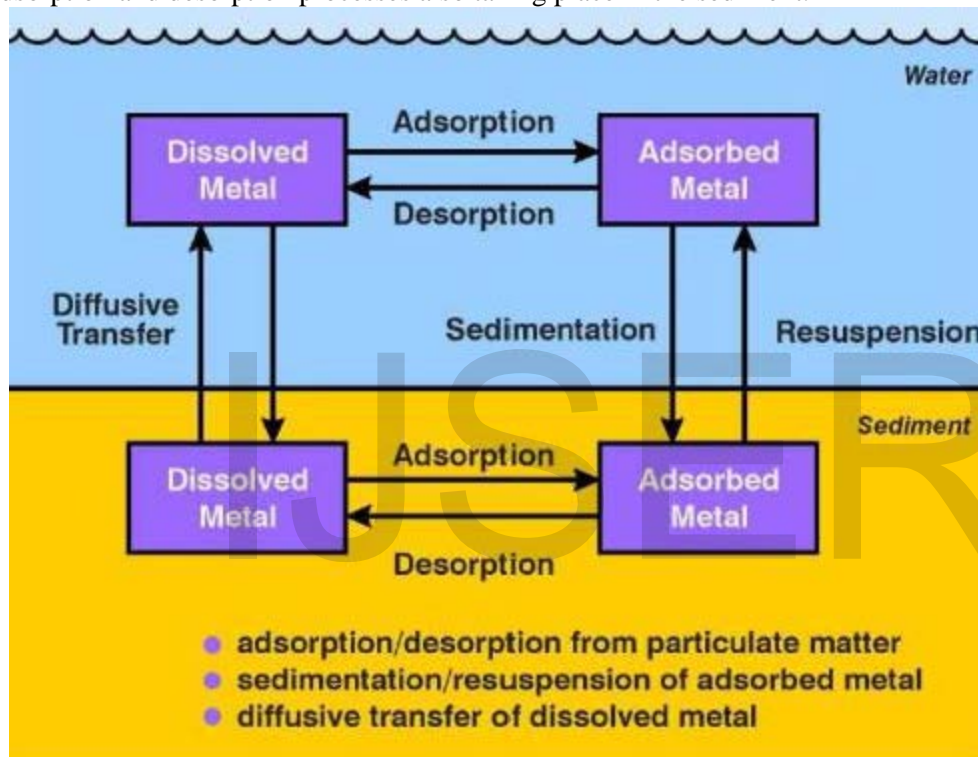 Water
Adsorption
Dissolved
Metal
Adsorbed
Metal
Desorption
Diffusive
Transfer
Sedimentation
Resuspension
Sediment
Adsorption
Dissolved
Metal
Adsorbed
Metal
Desorption
IJSER
adsorption/desorption from particulate matter
sedimentation/resuspension of adsorbed metal
diffusive transfer of dissolved metal